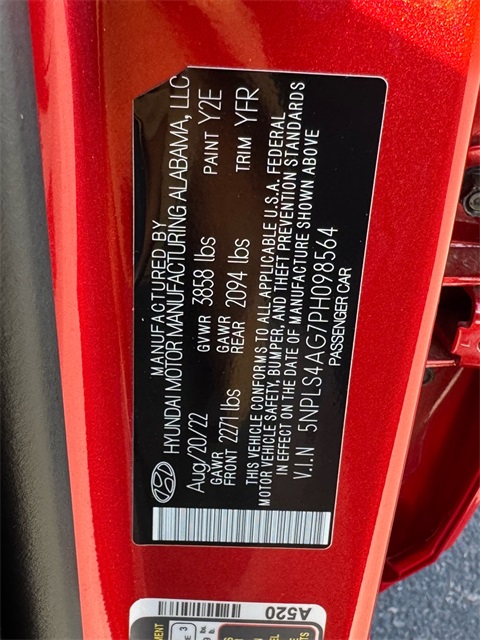 MANUFACTURED BY
HYUNDAI MOTOR MANUFACTURING ALABAMA, LLC
Aug/20/22 GVWR 3858 lbs PAINT Y2E
GAWR FRONT 2271 lbs GAWR REAR 2094 lbs TRIM YFR
THIS VEHICLE CONFORMS TO ALL APPLICABLE U.S.A. FEDERAL
MOTOR VEHICLE SAFETY, BUMPER, AND THEFT PREVENTION STANDARDS
IN EFFECT ON THE DATE OF MANUFACTURE SHOWN ABOVE
V.I.N 5NPLS4AG7PH098564
PASSENGER CAR
A520
3